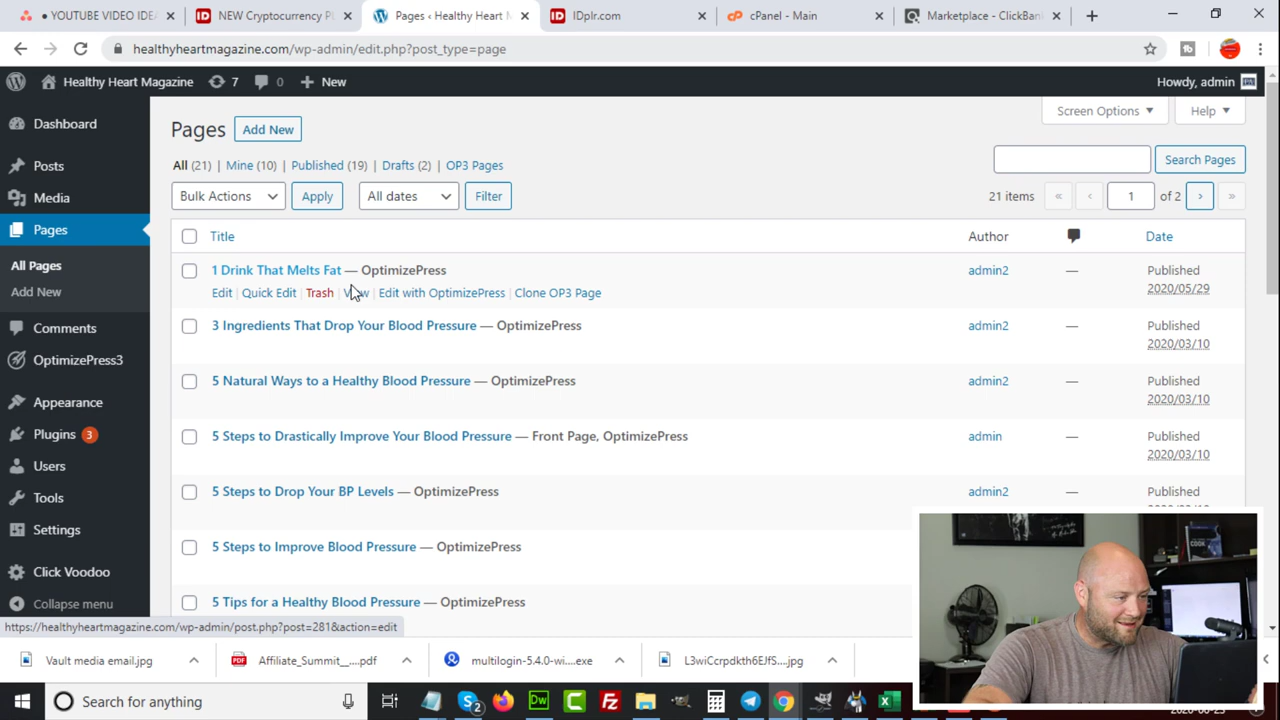 YOUTUBE VIDEO IDEA
NEW Cryptocurrency PL
Pages ‹ Healthy Heart M
IDplr.com
cPanel - Main
Marketplace - ClickBank
healthyheartmagazine.com/wp-admin/edit.php?post_type=page
Healthy Heart Magazine
7
0
+ New
Howdy, admin
Dashboard
Posts
Media
Pages
All Pages
Add New
Comments
OptimizePress3
Appearance
Plugins 3
Users
Tools
Settings
Click Voodoo
Collapse menu
Screen Options
Help
Pages
Add New
All (21) | Mine (10) | Published (19) | Drafts (2) | OP3 Pages
Search Pages
Bulk Actions
Apply
All dates
Filter
21 items « ‹ 1 of 2 › »
Title Author Date
1 Drink That Melts Fat — OptimizePress admin2 — Published
2020/05/29
Edit | Quick Edit | Trash | View | Edit with OptimizePress | Clone OP3 Page
3 Ingredients That Drop Your Blood Pressure — OptimizePress admin2 — Published
2020/03/10
5 Natural Ways to a Healthy Blood Pressure — OptimizePress admin2 — Published
2020/03/10
5 Steps to Drastically Improve Your Blood Pressure — Front Page, OptimizePress admin — Published
2020/03/10
5 Steps to Drop Your BP Levels — OptimizePress admin2 — Published
5 Steps to Improve Blood Pressure — OptimizePress
5 Tips for a Healthy Blood Pressure — OptimizePress
https://healthyheartmagazine.com/wp-admin/post.php?post=281&action=edit
COOK
Vault media email.jpg
PDF
Affiliate_Summit__....pdf
multilogin-5.4.0-wi....exe
L3wiCcrpdkth6EJfS....jpg
Search for anything
2
Dw
C
Fz